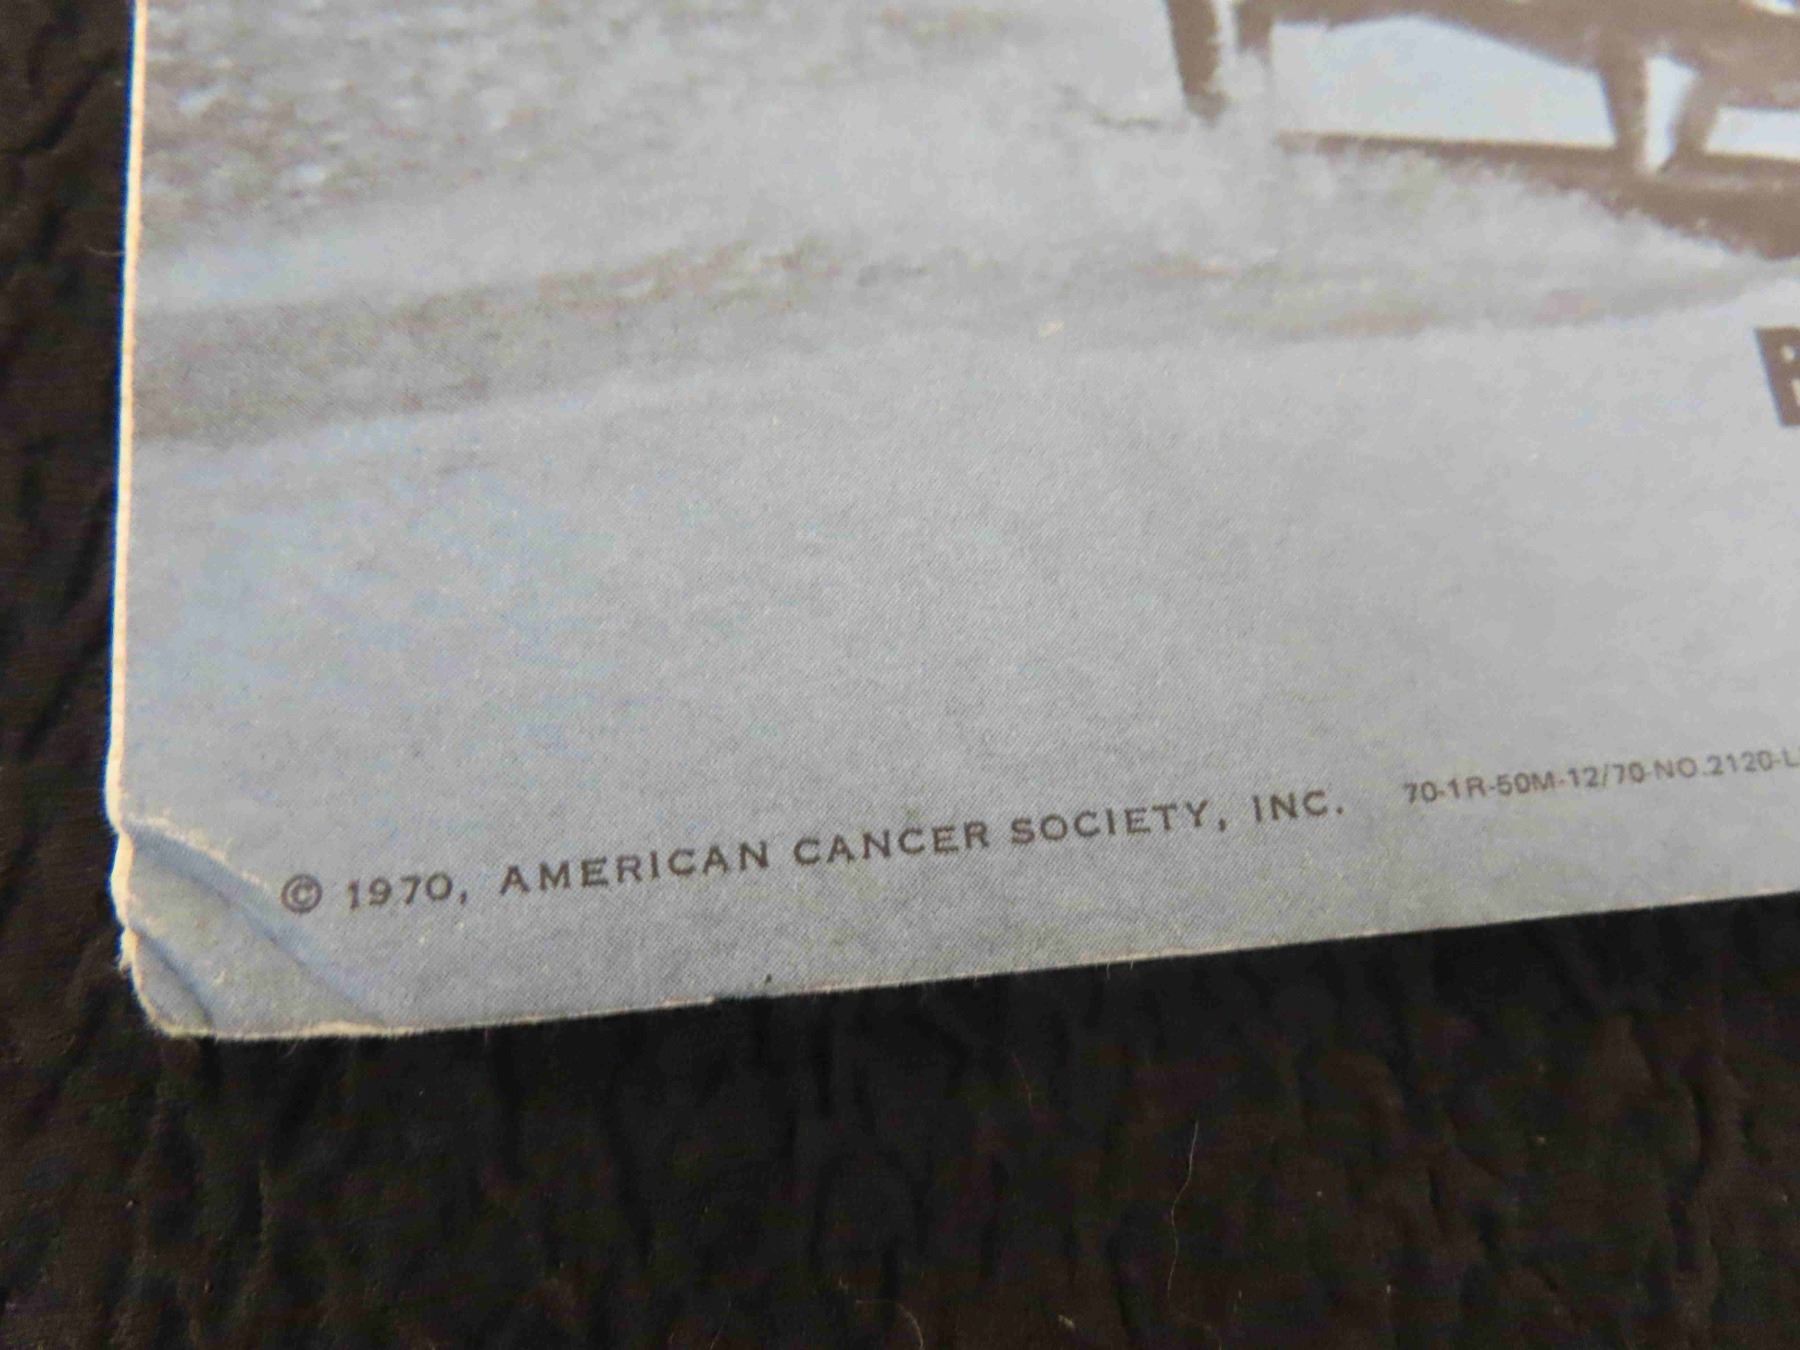 © 1970, AMERICAN CANCER SOCIETY, INC. 70-1R-50M-12/70-NO.2120-L